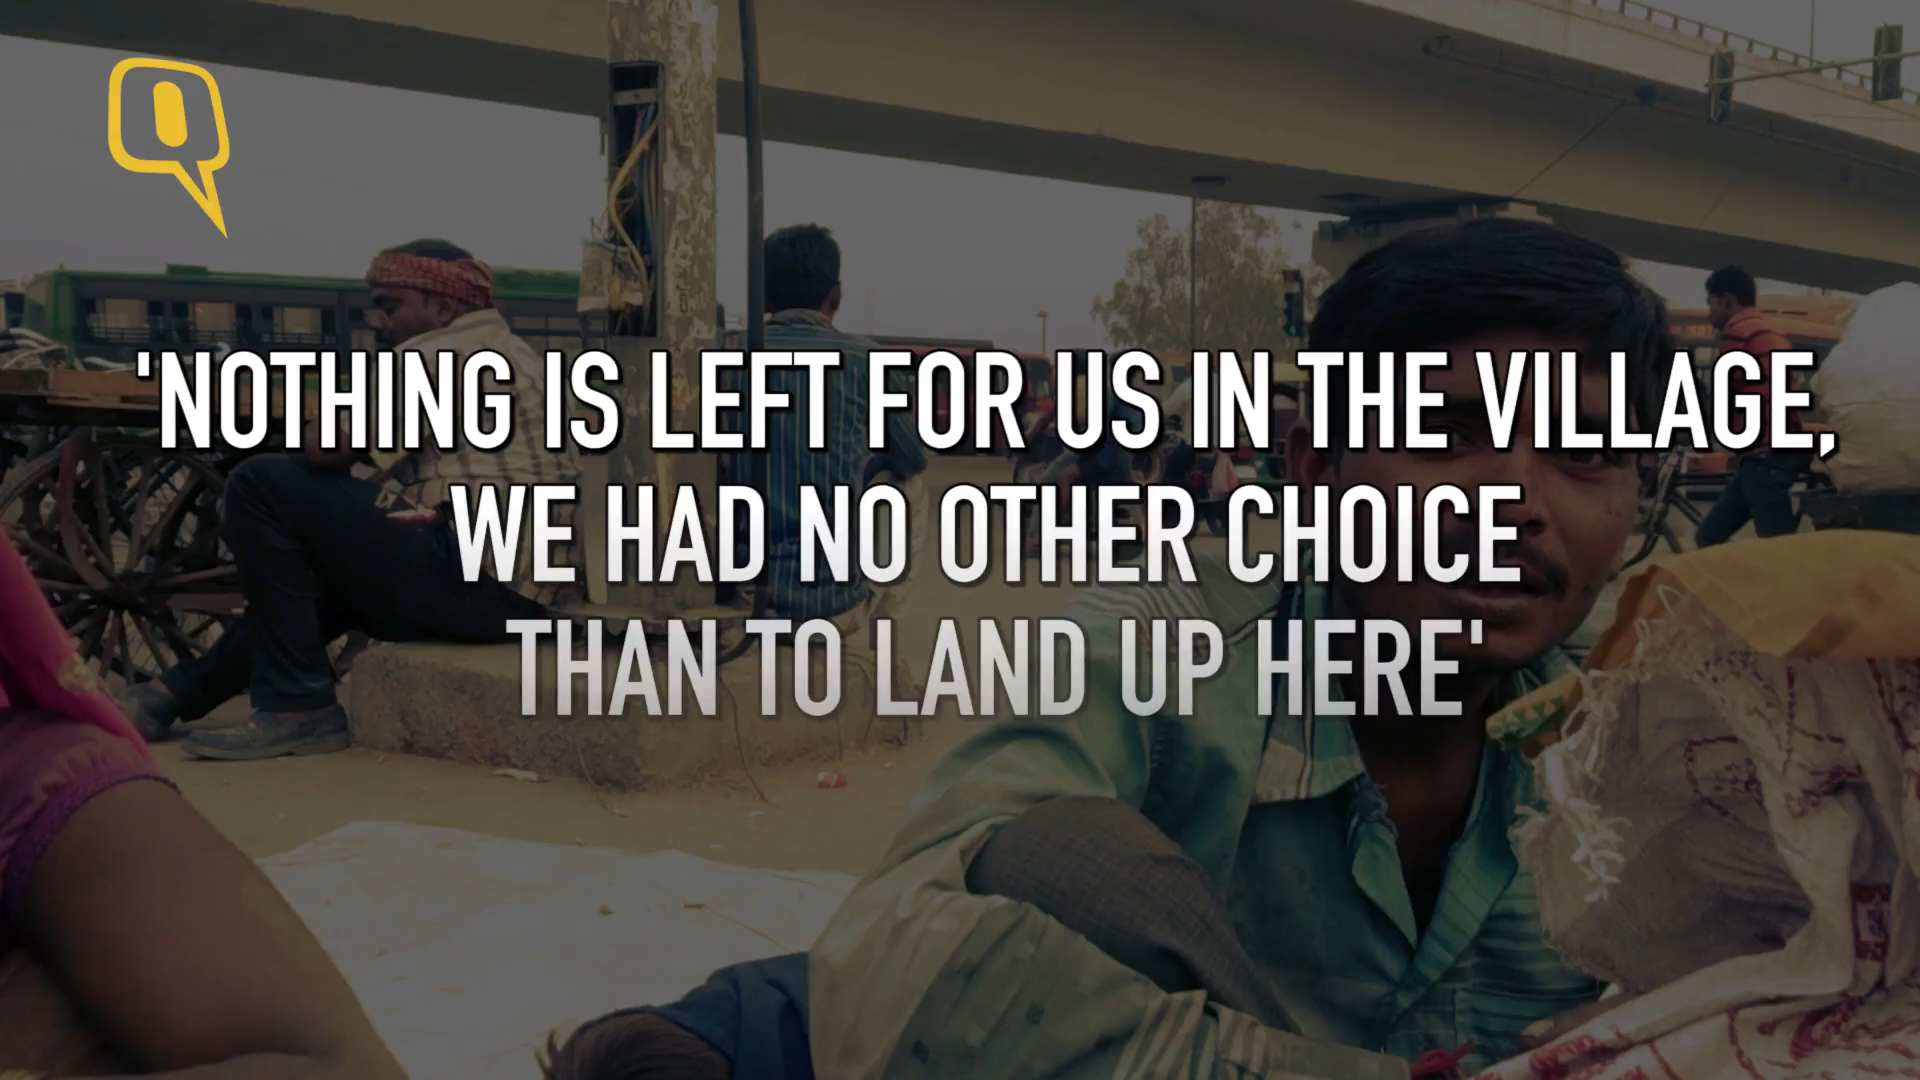 'NOTHING IS LEFT FOR US IN THE VILLAGE,
WE HAD NO OTHER CHOICE
THAN TO LAND UP HERE'